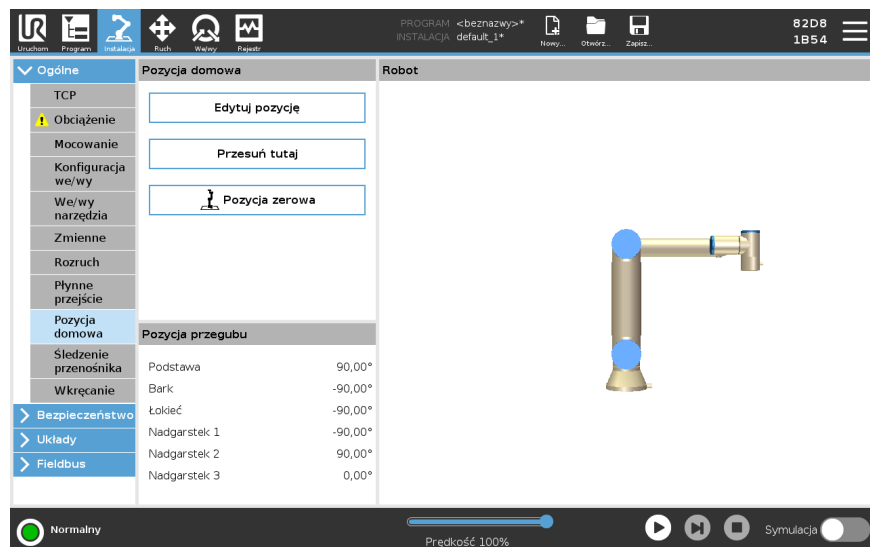 PROGRAM <beznazwy>*
INSTALACJA default_1*
82D8
1B54
Uruchom Program Instalacja Ruch We/wy Rejestr Nowy... Otwórz... Zapisz...
Ogólne
Pozycja domowa
Robot
TCP
Obciążenie
Mocowanie
Konfiguracja
we/wy
We/wy
narzędzia
Zmienne
Rozruch
Płynne
przejście
Pozycja
domowa
Śledzenie
przenośnika
Wkręcanie
Bezpieczeństwo
Układy
Fieldbus
Edytuj pozycję
Przesuń tutaj
Pozycja zerowa
Pozycja przegubu
Podstawa 90,00°
Bark -90,00°
Łokieć -90,00°
Nadgarstek 1 -90,00°
Nadgarstek 2 90,00°
Nadgarstek 3 0,00°
Normalny
Prędkość 100%
Symulacja